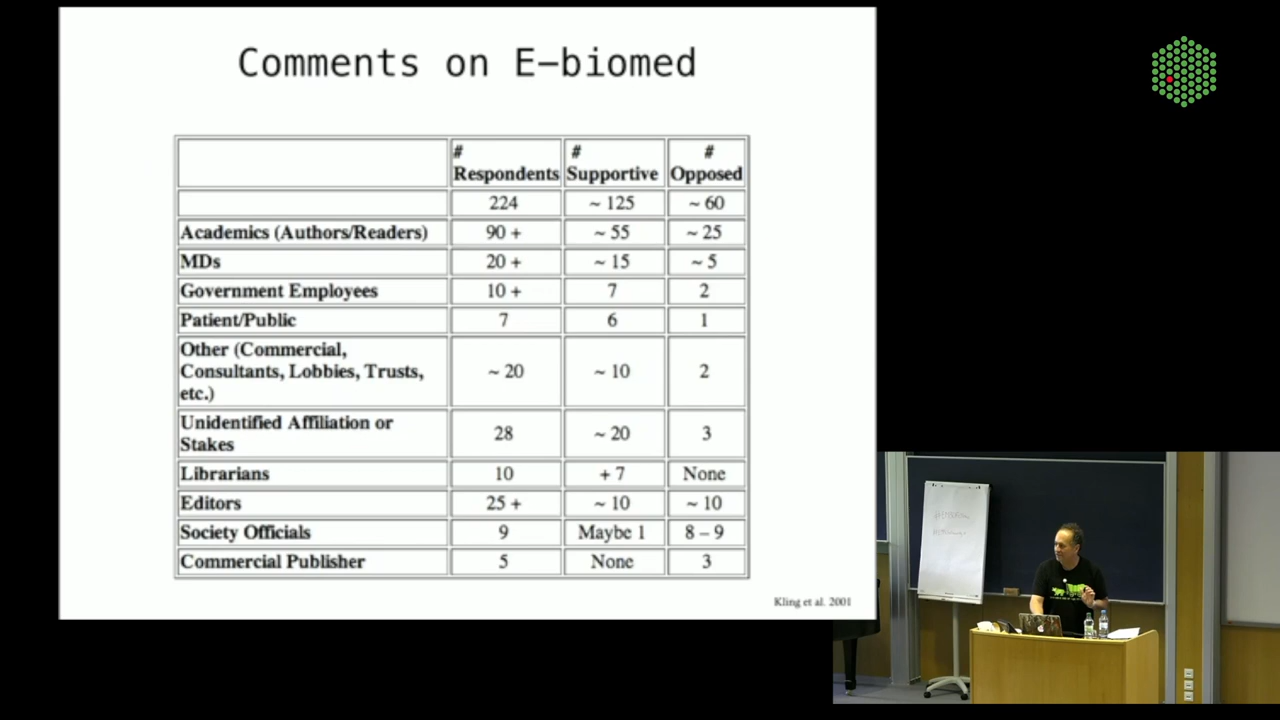 Comments on E-biomed
# Respondents # Supportive # Opposed
224 ~ 125 ~ 60
Academics (Authors/Readers) 90 + ~ 55 ~ 25
MDs 20 + ~ 15 ~ 5
Government Employees 10 + 7 2
Patient/Public 7 6 1
Other (Commercial,
Consultants, Lobbies, Trusts, ~ 20 ~ 10 2
etc.)
Unidentified Affiliation or
Stakes 28 ~ 20 3
Librarians 10 + 7 None
Editors 25 + ~ 10 ~ 10
Society Officials 9 Maybe 1 8 – 9
Commercial Publisher 5 None 3
Kling et al. 2001